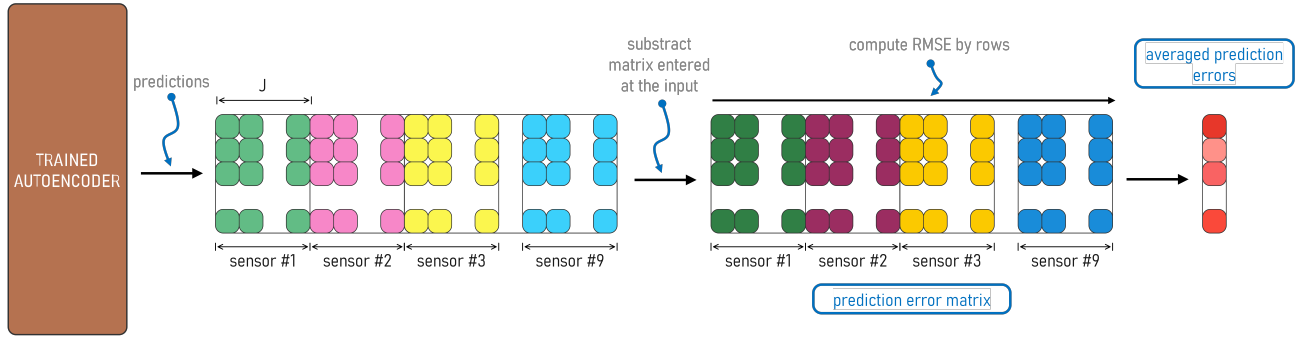 TRAINED
AUTOENCODER
predictions
J
sensor #1
sensor #2
sensor #3
sensor #9
substract
matrix entered
at the input
compute RMSE by rows
sensor #1
sensor #2
sensor #3
sensor #9
prediction error matrix
averaged prediction
errors